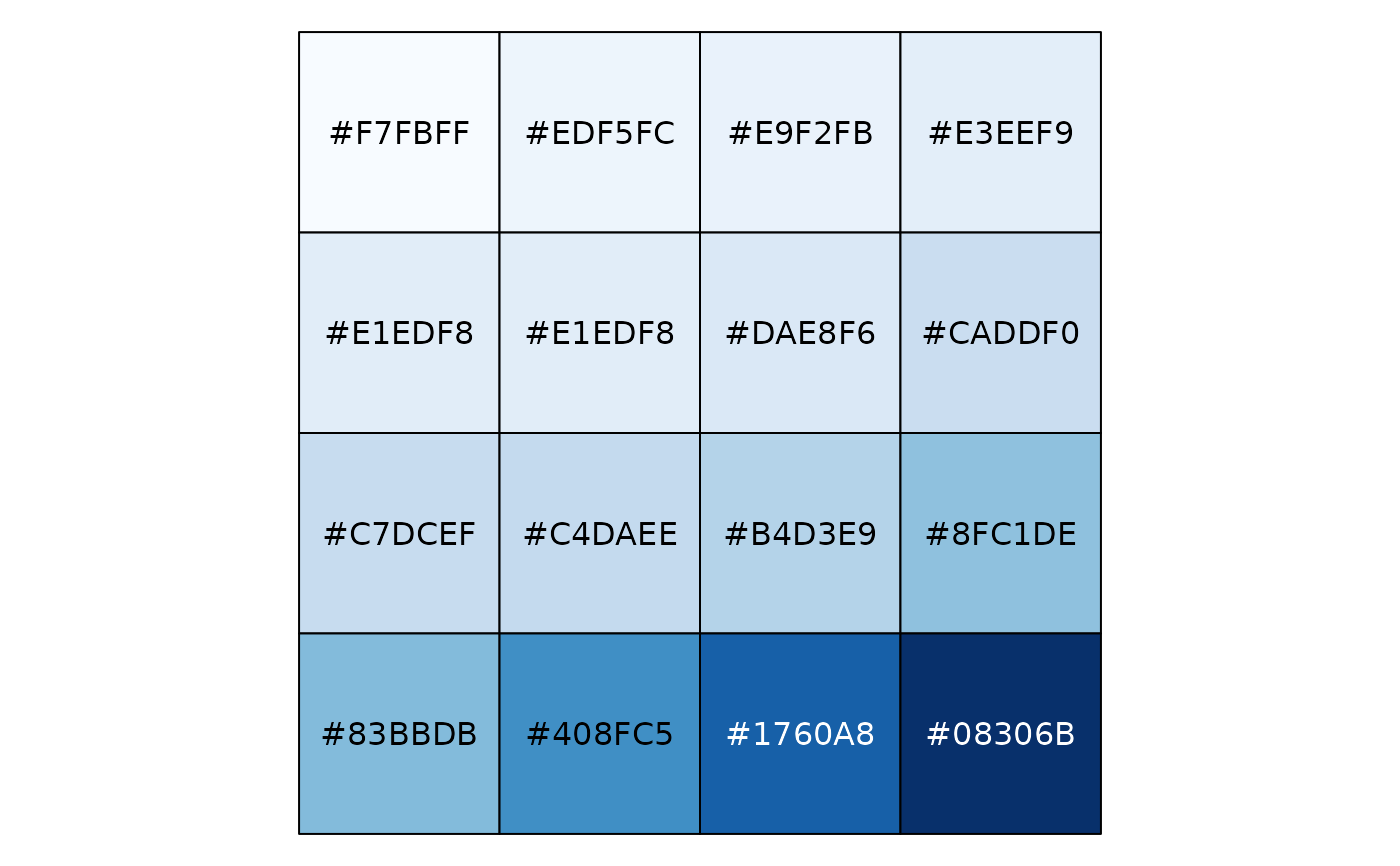 #F7FBFF #EDF5FC #E9F2FB #E3EEF9
#E1EDF8 #E1EDF8 #DAE8F6 #CADDF0
#C7DCEF #C4DAEE #B4D3E9 #8FC1DE
#83BBDB #408FC5 #1760A8 #08306B